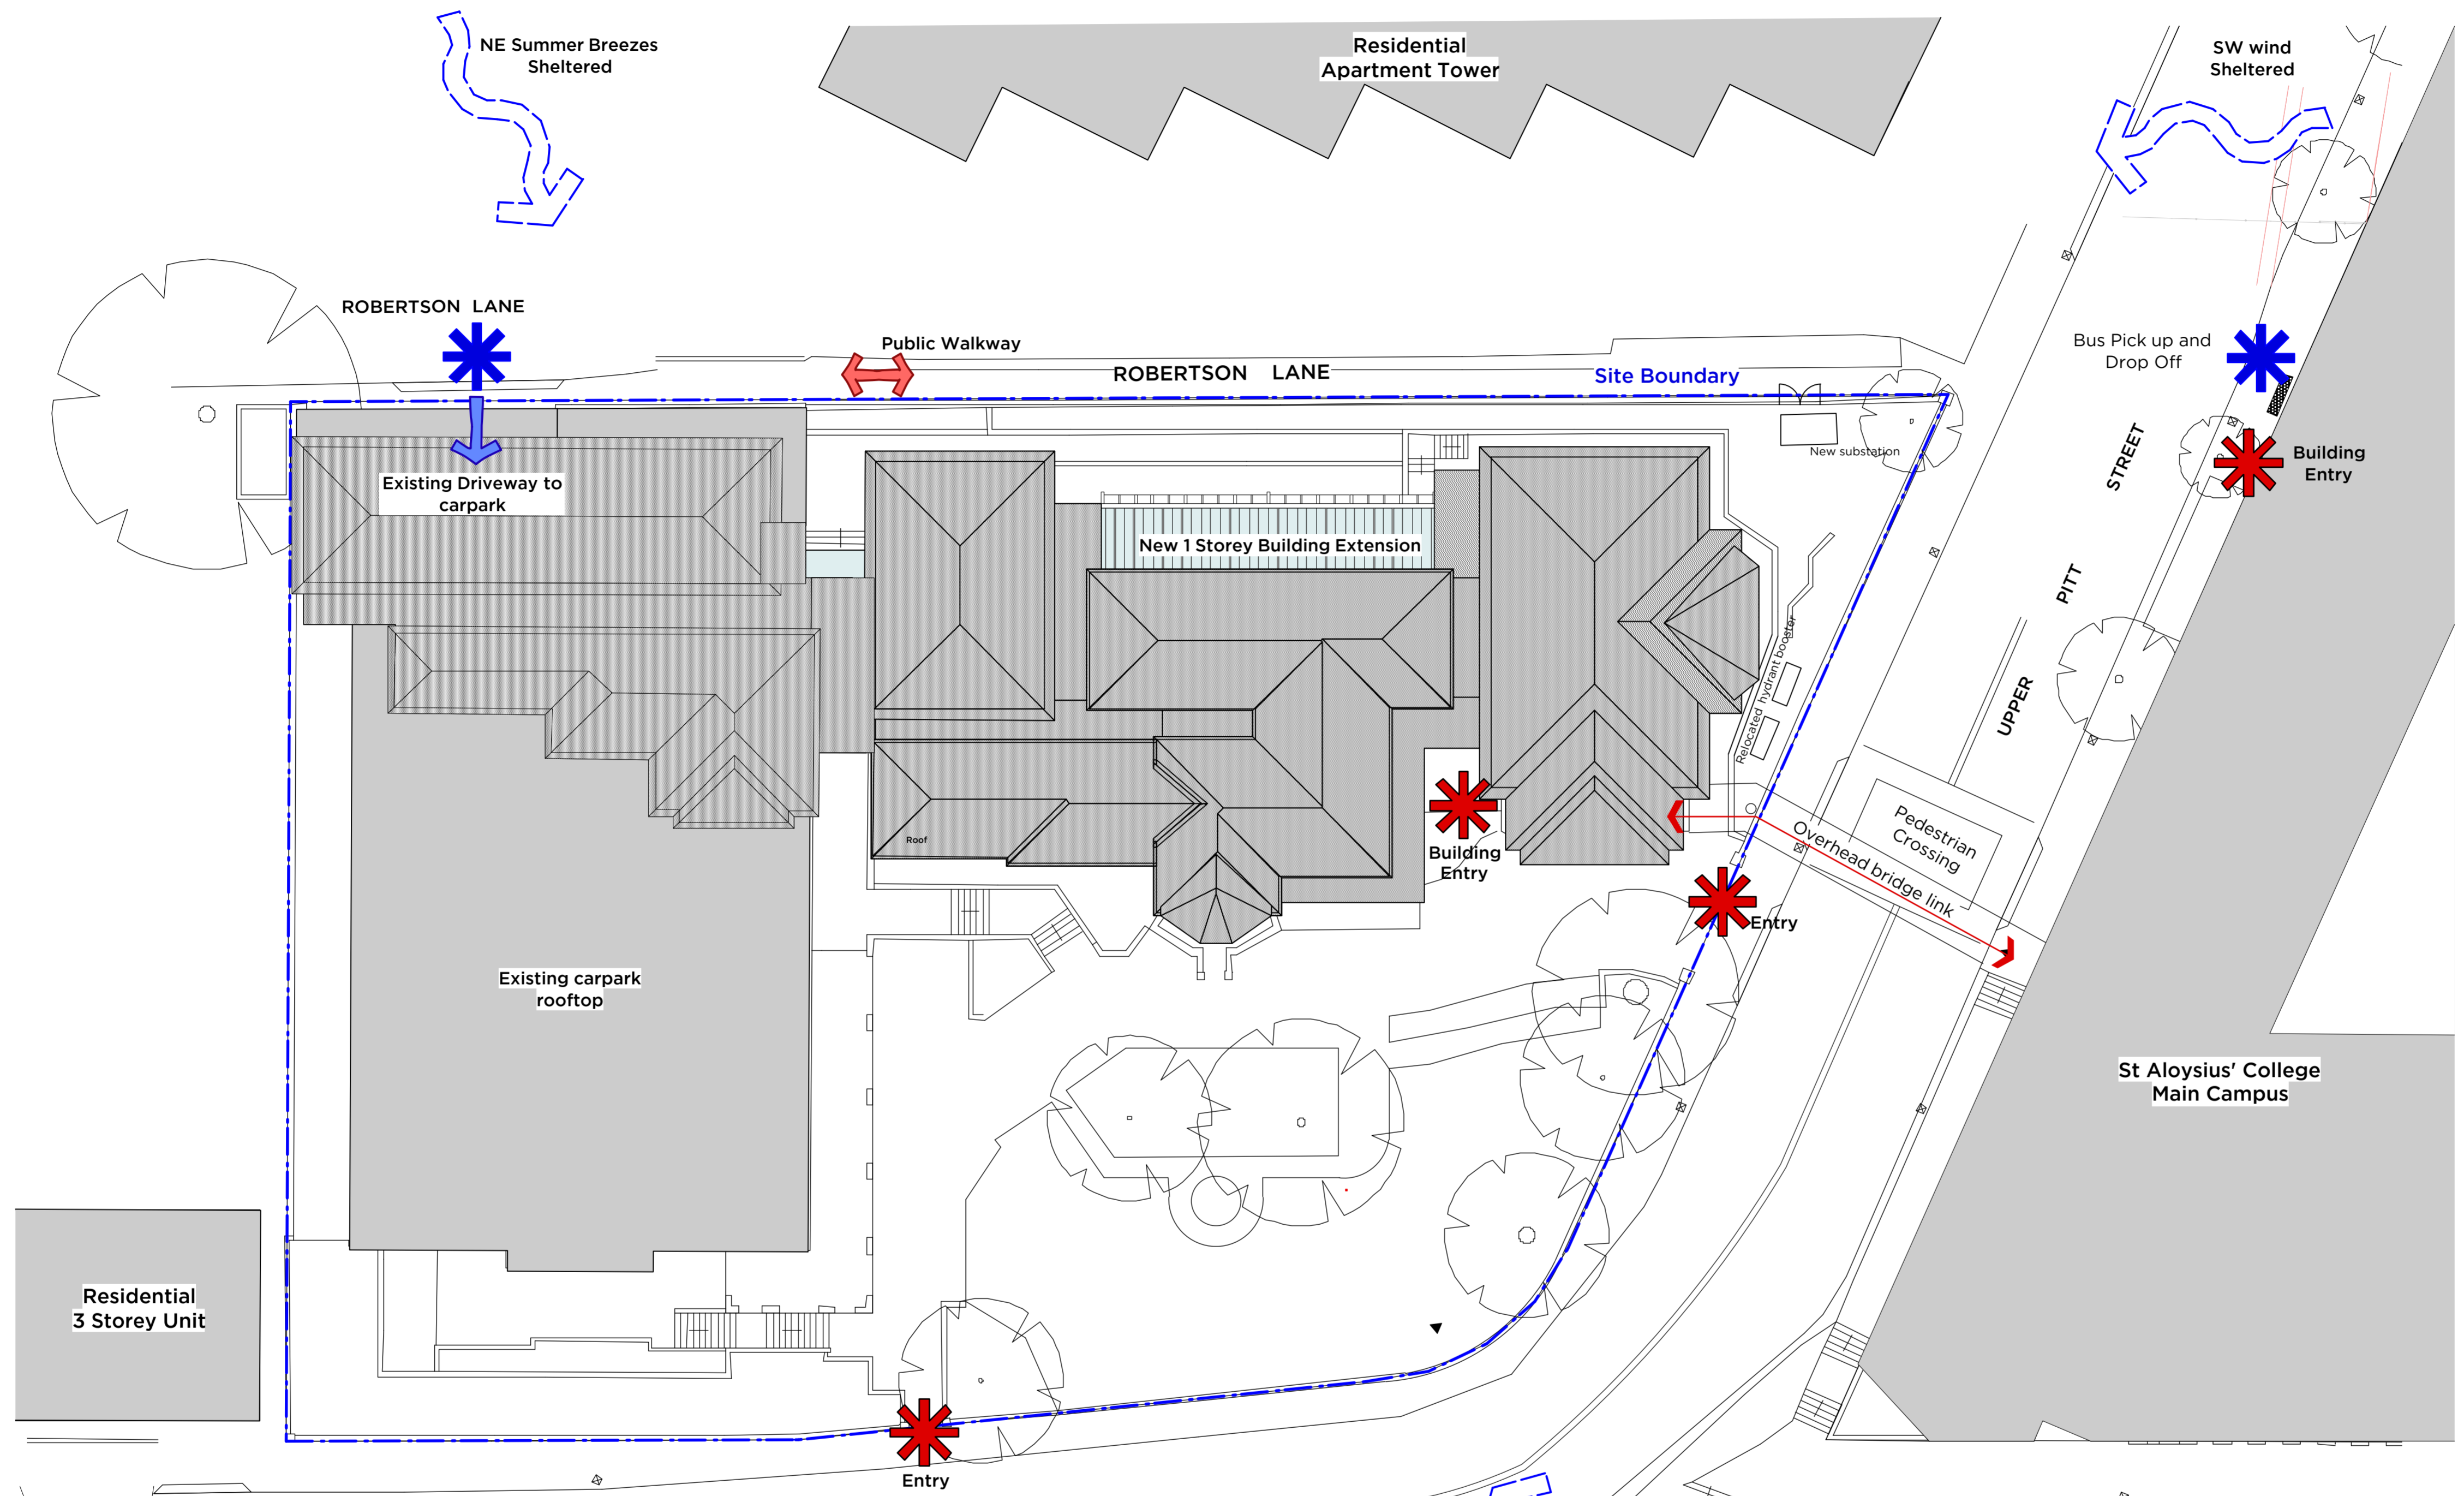 NE Summer Breezes
Sheltered
Residential
Apartment Tower
SW wind
Sheltered
ROBERTSON LANE
Public Walkway
ROBERTSON LANE
Site Boundary
Bus Pick up and
Drop Off
Building
Entry
New substation
Existing Driveway to
carpark
New 1 Storey Building Extension
UPPER PITT STREET
Relocated hydrant booster
Roof
Building
Entry
Pedestrian
Crossing
Overhead bridge link
Entry
Existing carpark
rooftop
St Aloysius' College
Main Campus
Residential
3 Storey Unit
Entry